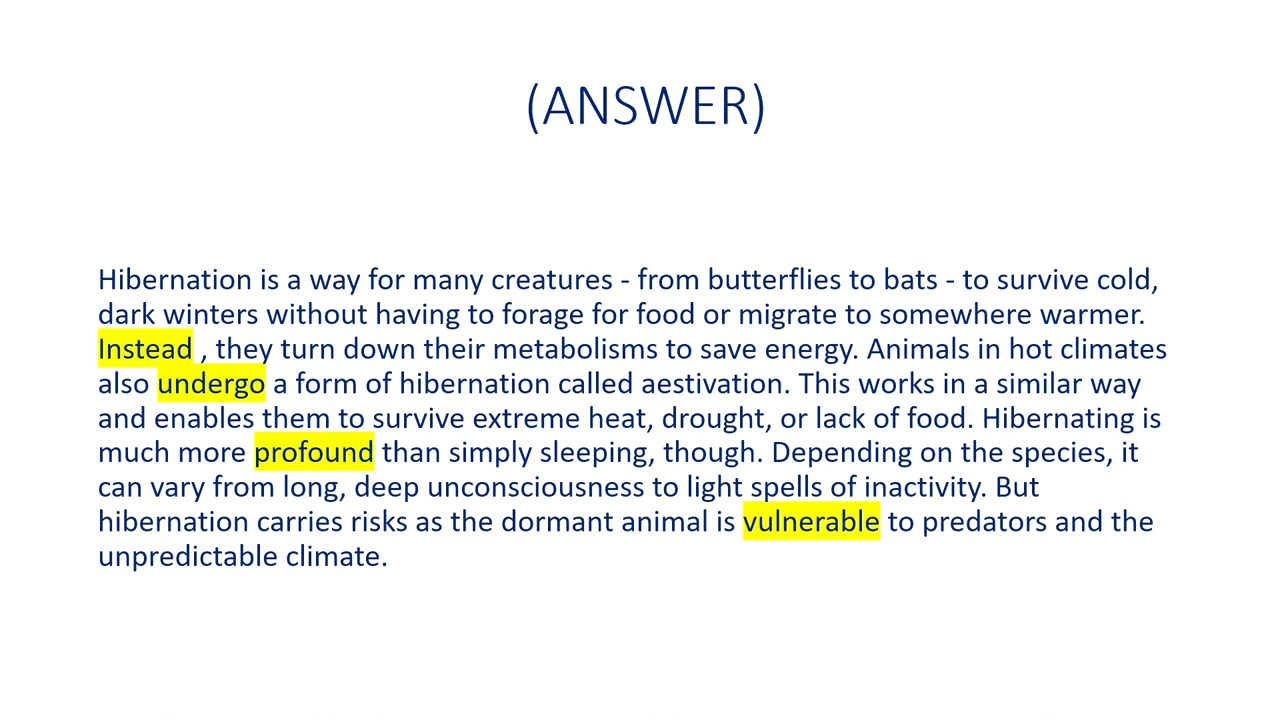 (ANSWER)
Hibernation is a way for many creatures - from butterflies to bats - to survive cold,
dark winters without having to forage for food or migrate to somewhere warmer.
Instead , they turn down their metabolisms to save energy. Animals in hot climates
also undergo a form of hibernation called aestivation. This works in a similar way
and enables them to survive extreme heat, drought, or lack of food. Hibernating is
much more profound than simply sleeping, though. Depending on the species, it
can vary from long, deep unconsciousness to light spells of inactivity. But
hibernation carries risks as the dormant animal is vulnerable to predators and the
unpredictable climate.